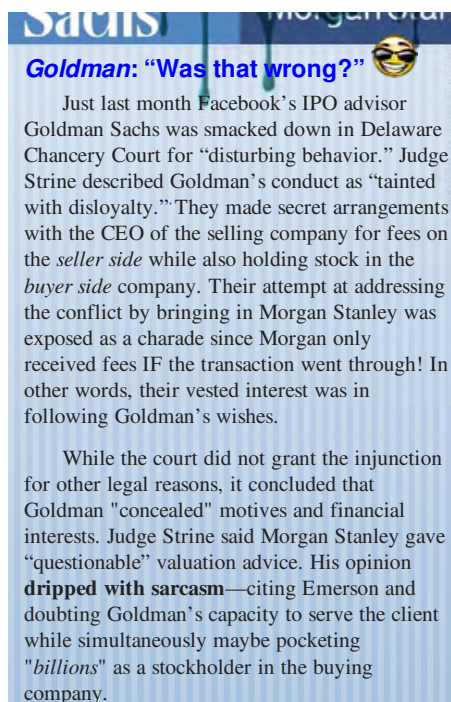 Sachs Morgan Stan
Goldman: “Was that wrong?”
Just last month Facebook’s IPO advisor
Goldman Sachs was smacked down in Delaware
Chancery Court for “disturbing behavior.” Judge
Strine described Goldman’s conduct as “tainted
with disloyalty.” They made secret arrangements
with the CEO of the selling company for fees on
the seller side while also holding stock in the
buyer side company. Their attempt at addressing
the conflict by bringing in Morgan Stanley was
exposed as a charade since Morgan only
received fees IF the transaction went through! In
other words, their vested interest was in
following Goldman’s wishes.
While the court did not grant the injunction
for other legal reasons, it concluded that
Goldman "concealed" motives and financial
interests. Judge Strine said Morgan Stanley gave
“questionable” valuation advice. His opinion
dripped with sarcasm—citing Emerson and
doubting Goldman’s capacity to serve the client
while simultaneously maybe pocketing
"billions" as a stockholder in the buying
company.